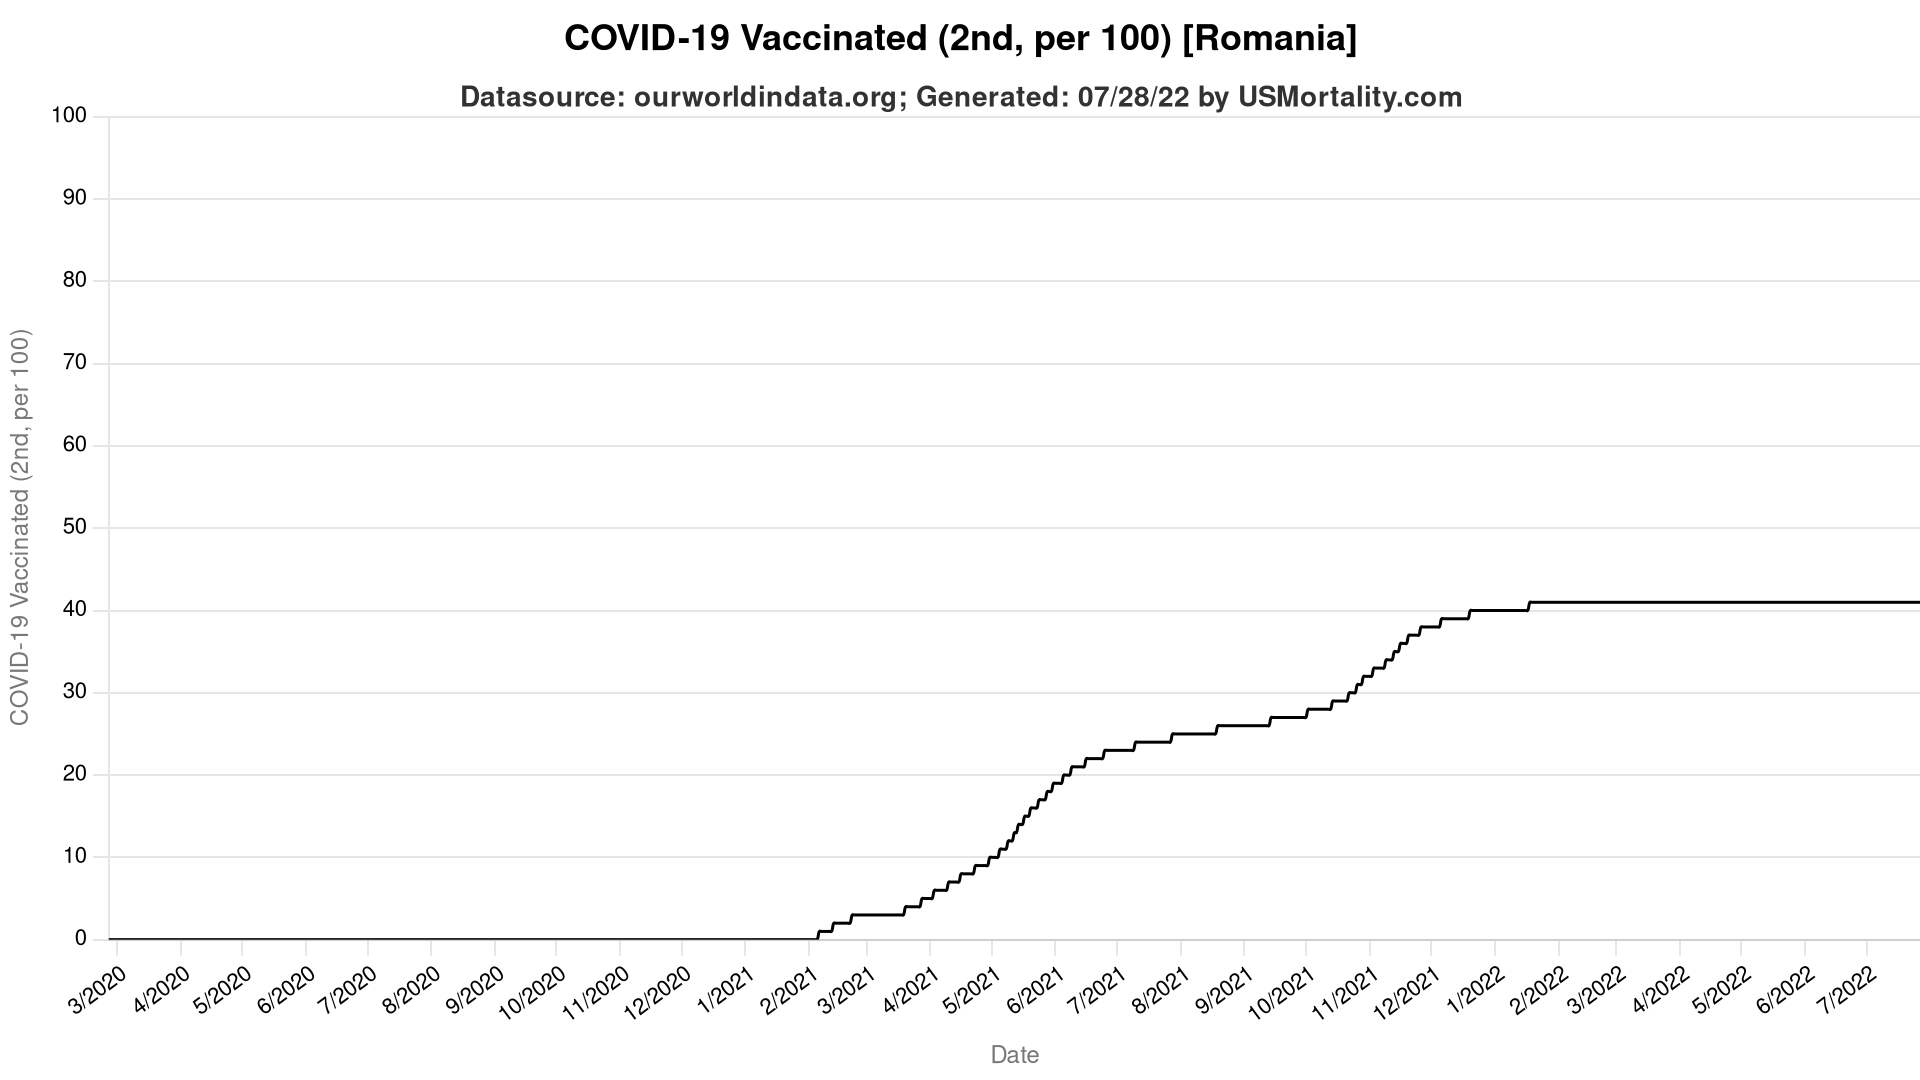 COVID-19 Vaccinated (2nd, per 100) [Romania]
Datasource: ourworldindata.org; Generated: 07/28/22 by USMortality.com
COVID-19 Vaccinated (2nd, per 100)
100
90
80
70
60
50
40
30
20
10
0
3/2020 4/2020 5/2020 6/2020 7/2020 8/2020 9/2020 10/2020 11/2020 12/2020 1/2021 2/2021 3/2021 4/2021 5/2021 6/2021 7/2021 8/2021 9/2021 10/2021 11/2021 12/2021 1/2022 2/2022 3/2022 4/2022 5/2022 6/2022 7/2022
Date